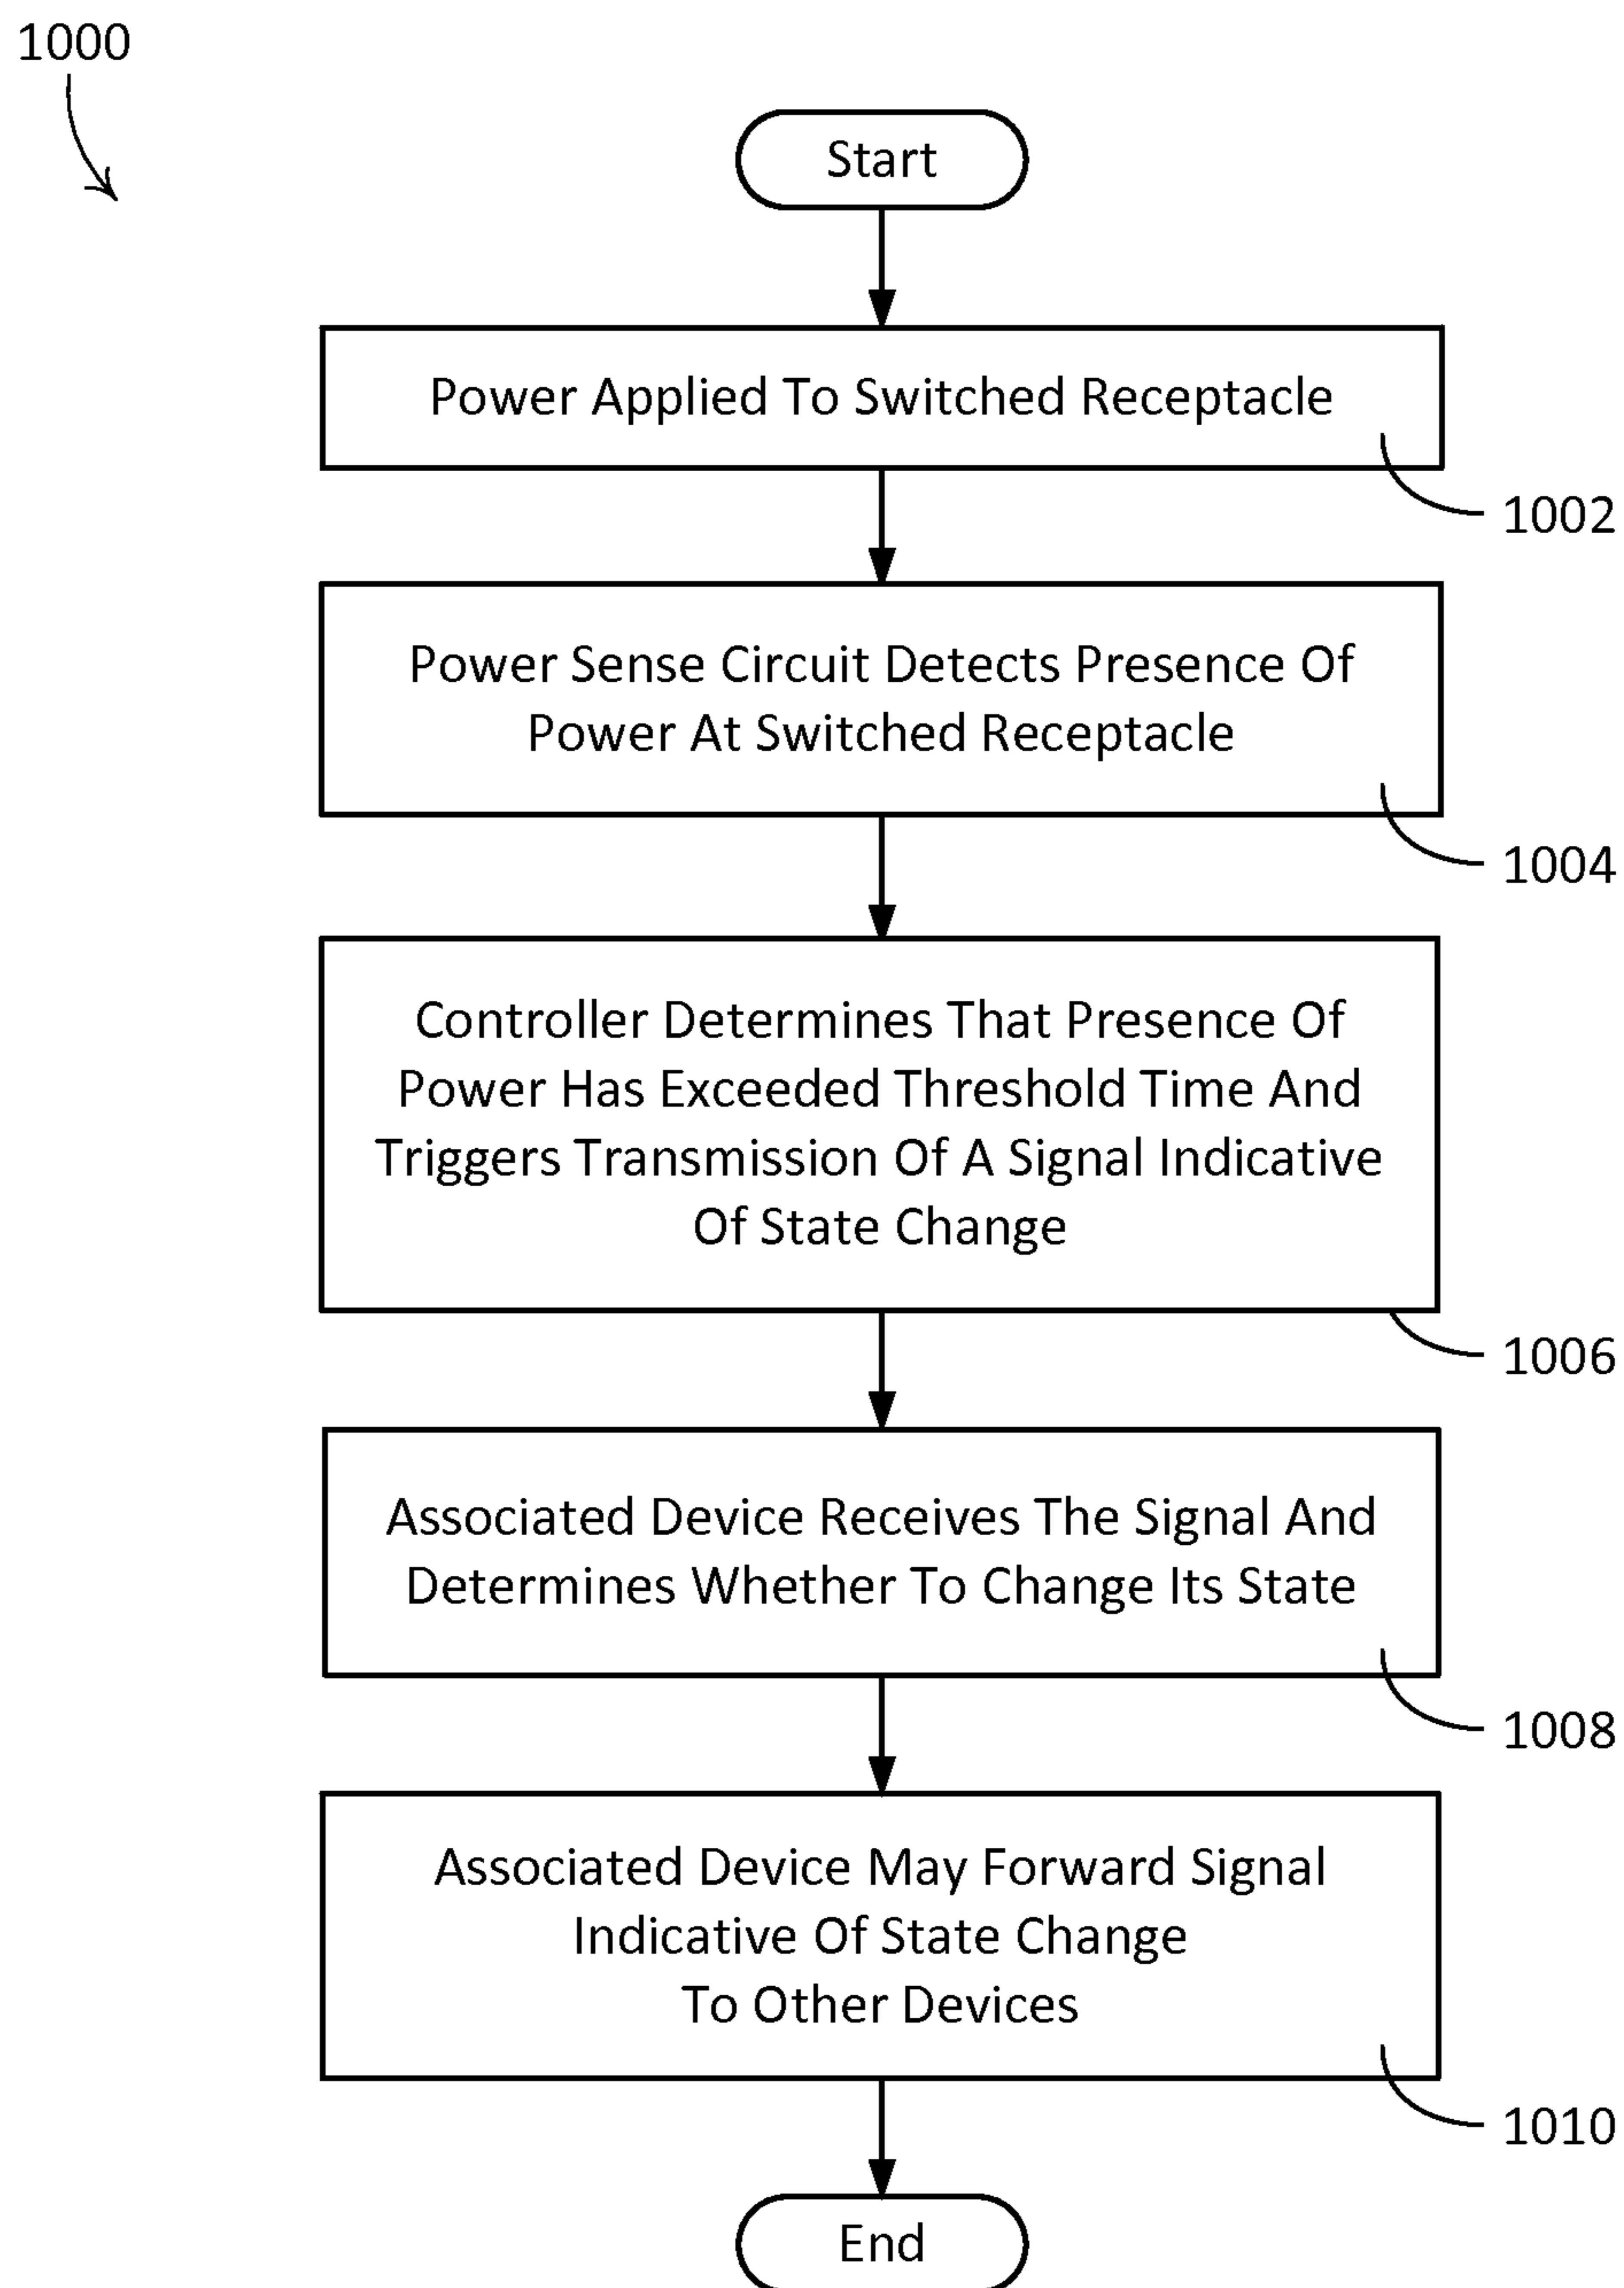 1000
Start
Power Applied To Switched Receptacle
1002
Power Sense Circuit Detects Presence Of
Power At Switched Receptacle
1004
Controller Determines That Presence Of
Power Has Exceeded Threshold Time And
Triggers Transmission Of A Signal Indicative
Of State Change
1006
Associated Device Receives The Signal And
Determines Whether To Change Its State
1008
Associated Device May Forward Signal
Indicative Of State Change
To Other Devices
1010
End